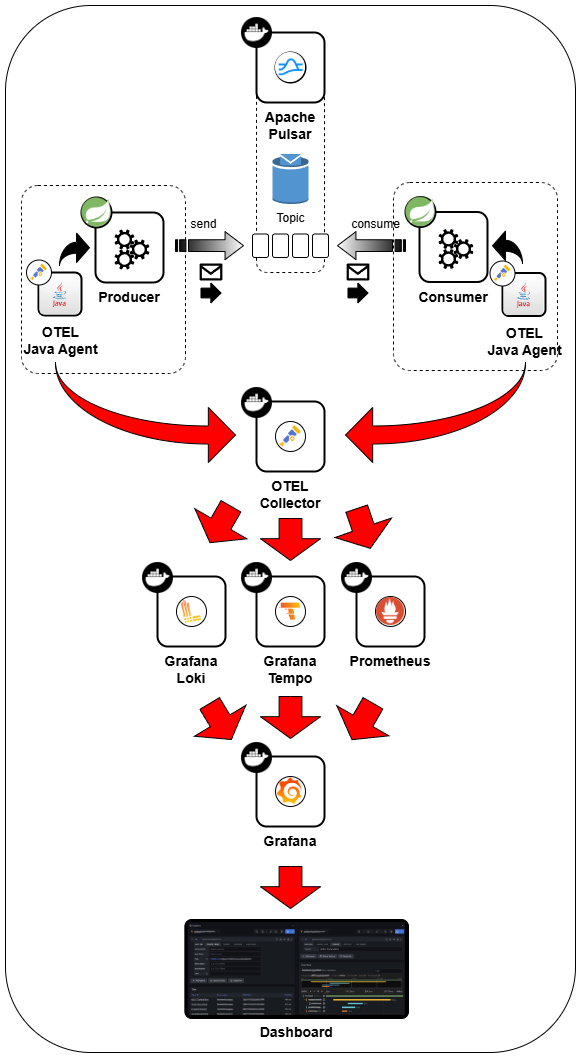 Apache
Pulsar
Topic
send
consume
Producer
Consumer
Java
OTEL
Java Agent
Java
OTEL
Java Agent
OTEL
Collector
Grafana
Loki
Grafana
Tempo
Prometheus
Grafana
Dashboard